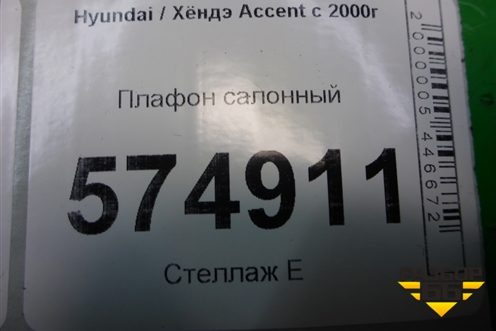 Hyundai / Хёндэ Accent с 2000г
Плафон салонный
574911
Стеллаж Е
2000005446672